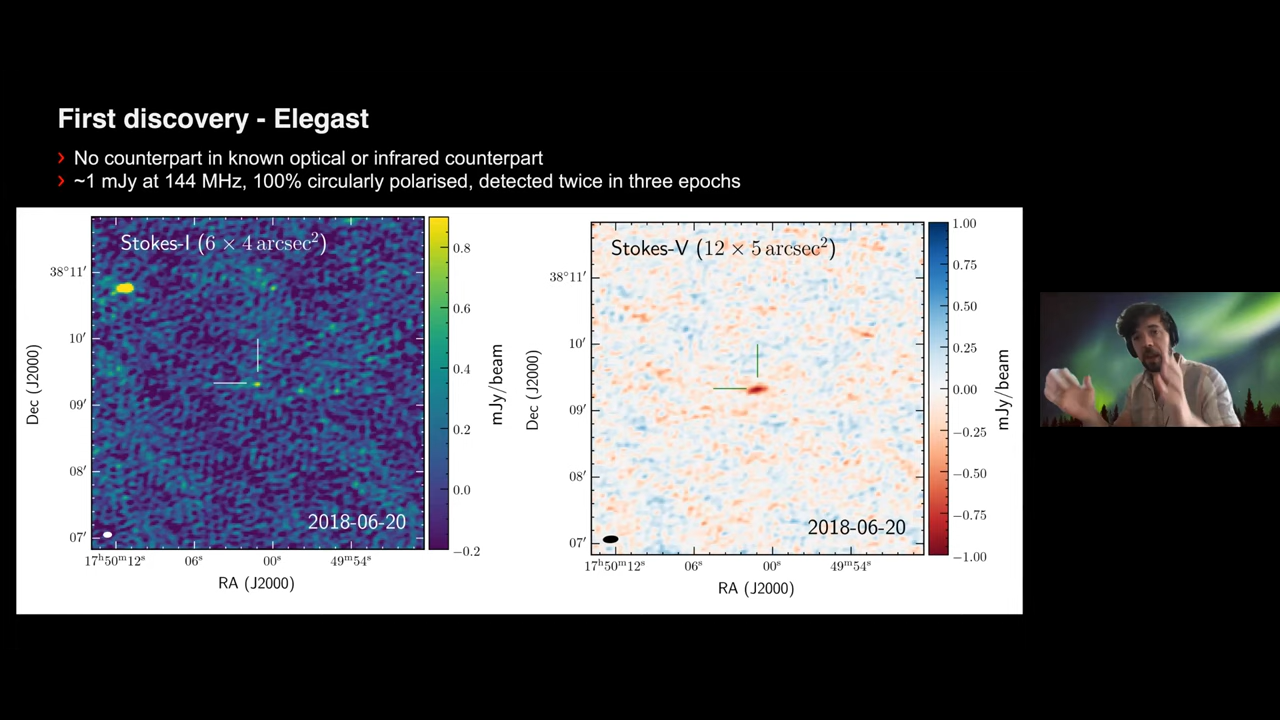 First discovery - Elegast
› No counterpart in known optical or infrared counterpart
› ~1 mJy at 144 MHz, 100% circularly polarised, detected twice in three epochs
Stokes-I (6 × 4 arcsec²)
38°11′
10′
09′
08′
07′
Dec (J2000)
17ʰ50ᵐ12ˢ
06ˢ
00ˢ
49ᵐ54ˢ
RA (J2000)
2018-06-20
0.8
0.6
0.4
0.2
0.0
−0.2
mJy/beam
Stokes-V (12 × 5 arcsec²)
38°11′
10′
09′
08′
07′
Dec (J2000)
17ʰ50ᵐ12ˢ
06ˢ
00ˢ
49ᵐ54ˢ
RA (J2000)
2018-06-20
1.00
0.75
0.50
0.25
0.00
−0.25
−0.50
−0.75
−1.00
mJy/beam